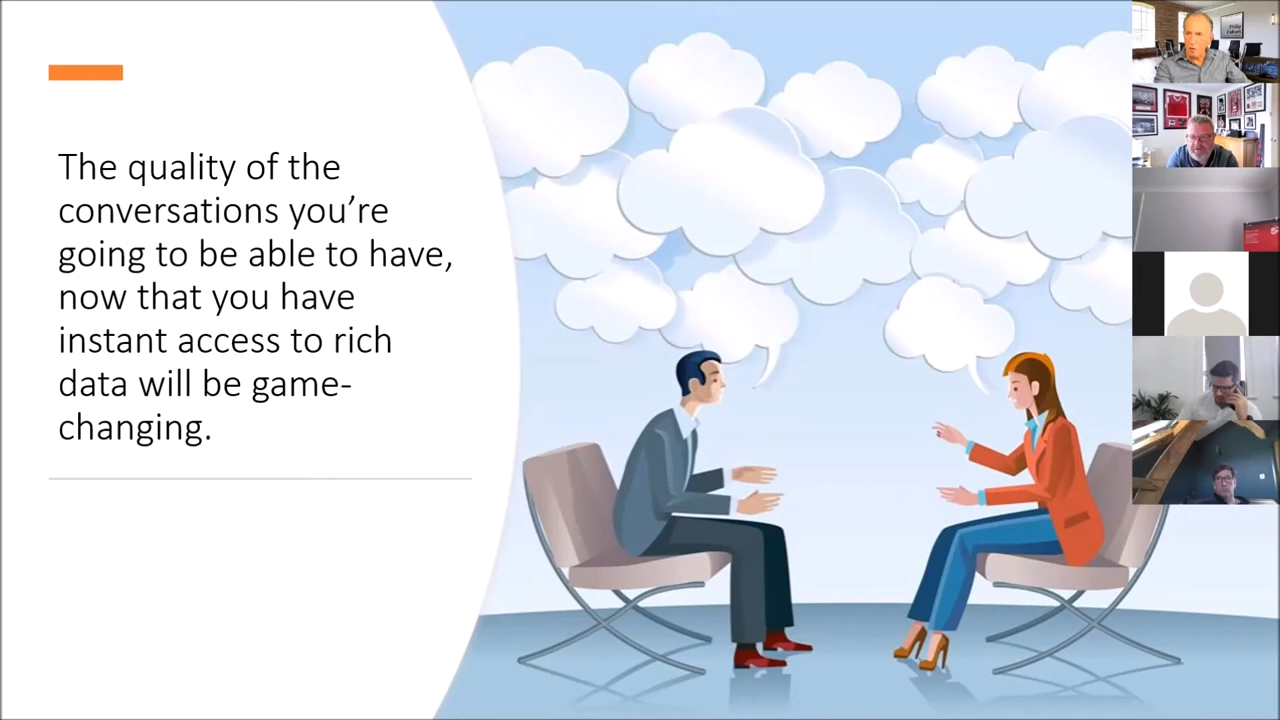 The quality of the
conversations you’re
going to be able to have,
now that you have
instant access to rich
data will be game-
changing.